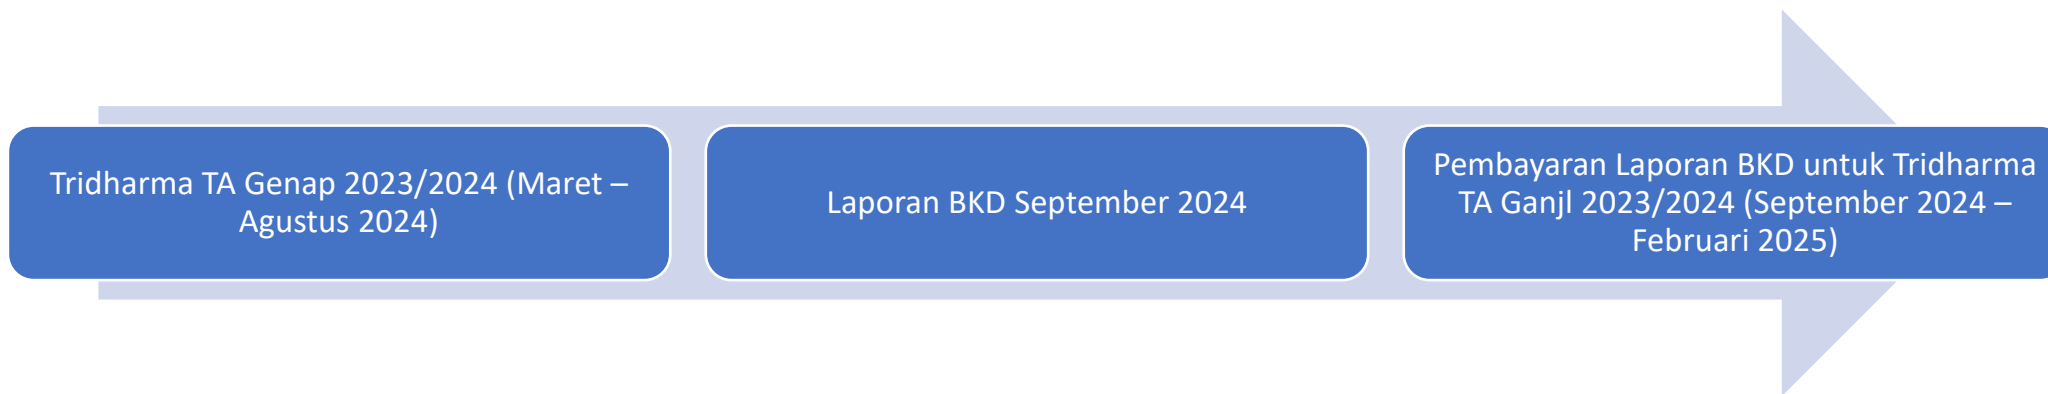 Tridharma TA Genap 2023/2024 (Maret –
Agustus 2024)
Laporan BKD September 2024
Pembayaran Laporan BKD untuk Tridharma
TA Ganjl 2023/2024 (September 2024 –
Februari 2025)